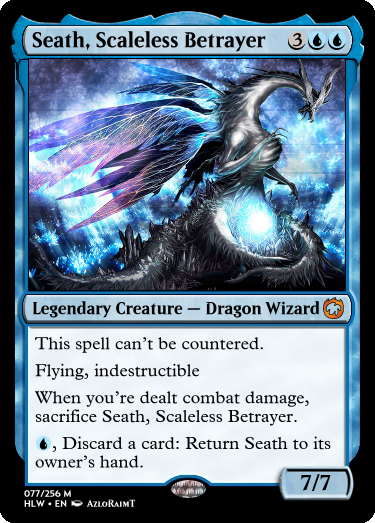 Seath, Scaleless Betrayer 3
Legendary Creature — Dragon Wizard
This spell can't be countered.
Flying, indestructible
When you're dealt combat damage,
sacrifice Seath, Scaleless Betrayer.
, Discard a card: Return Seath to its
owner's hand.
7/7
077/256 M
HLW • EN AzloRaimT